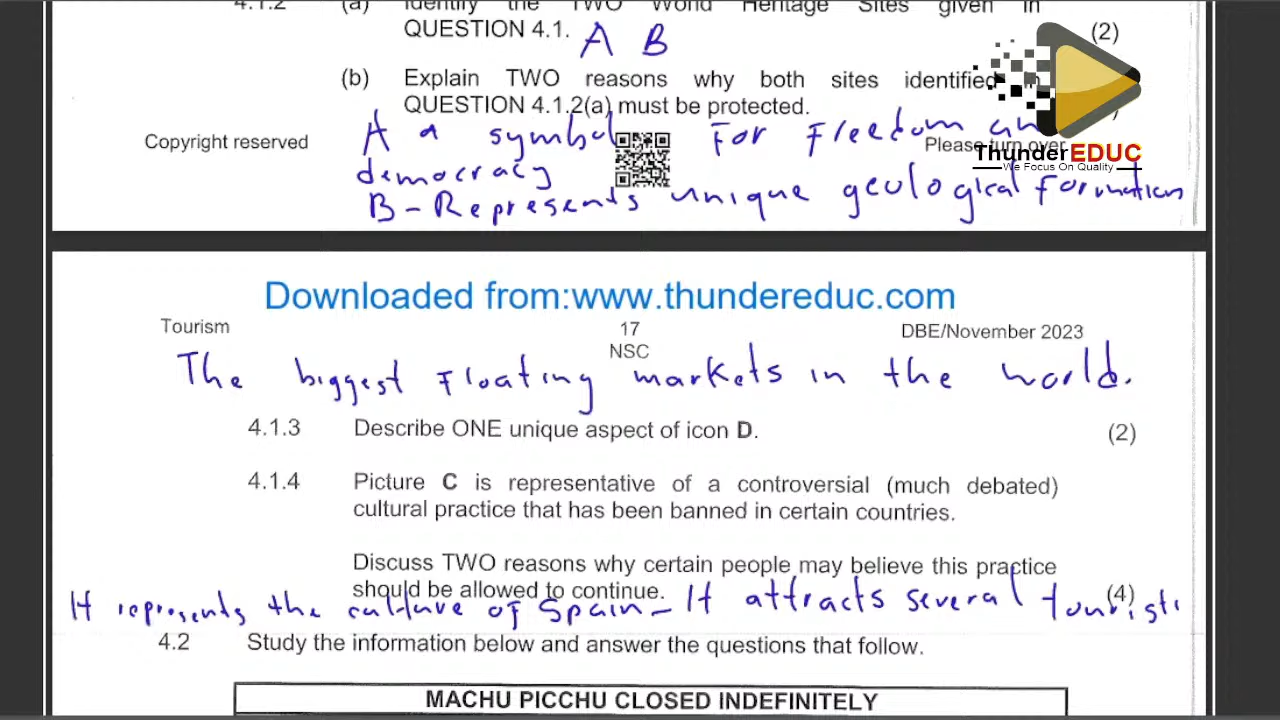 4.1.2 (a) Identify the TWO World Heritage Sites given in
QUESTION 4.1. A B (2)
(b) Explain TWO reasons why both sites identified in
QUESTION 4.1.2(a) must be protected.
A a symbol For Freedom an
Copyright reserved Please turn over
ThunderEDUC
We Focus On Quality
democracy
B - Represents unique geological Formation
Downloaded from:www.thundereduc.com
Tourism 17 DBE/November 2023
NSC
The biggest Floating markets in the world.
4.1.3 Describe ONE unique aspect of icon D. (2)
4.1.4 Picture C is representative of a controversial (much debated)
cultural practice that has been banned in certain countries.
Discuss TWO reasons why certain people may believe this practice
should be allowed to continue. (4)
It represents the culture of Spain - It attracts several tourists
4.2 Study the information below and answer the questions that follow.
MACHU PICCHU CLOSED INDEFINITELY